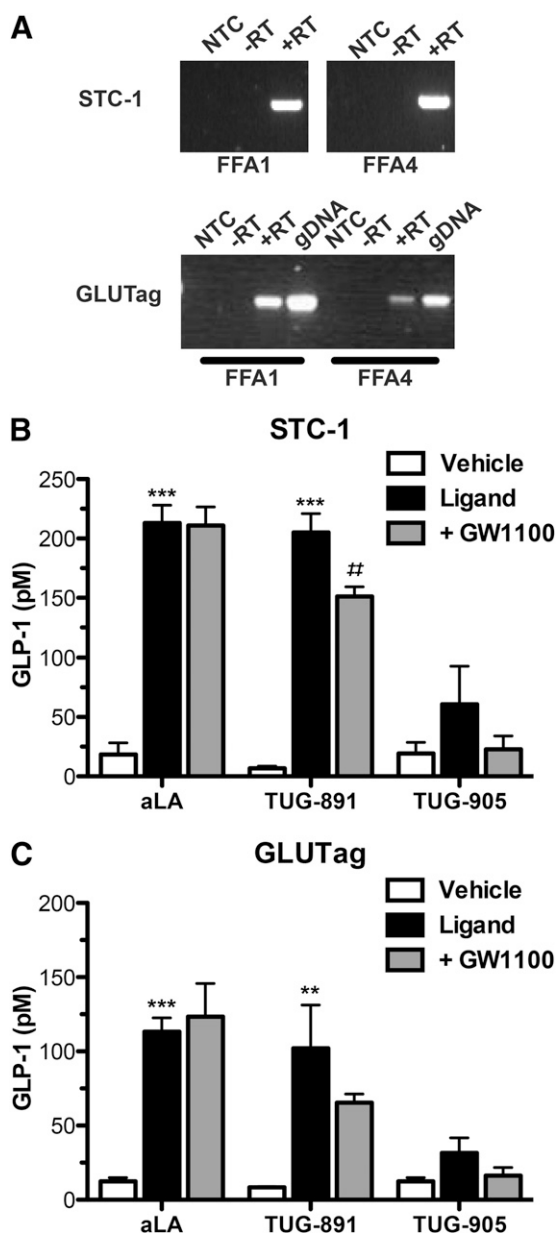 A
NTC -RT +RT NTC -RT +RT
STC-1
FFA1 FFA4
NTC -RT +RT gDNA NTC -RT +RT gDNA
GLUTag
FFA1 FFA4
B STC-1
Vehicle
Ligand
+ GW1100
GLP-1 (pM)
250
200
150
100
50
0
***
***
#
aLA TUG-891 TUG-905
C GLUTag
Vehicle
Ligand
+ GW1100
GLP-1 (pM)
200
150
100
50
0
***
**
aLA TUG-891 TUG-905